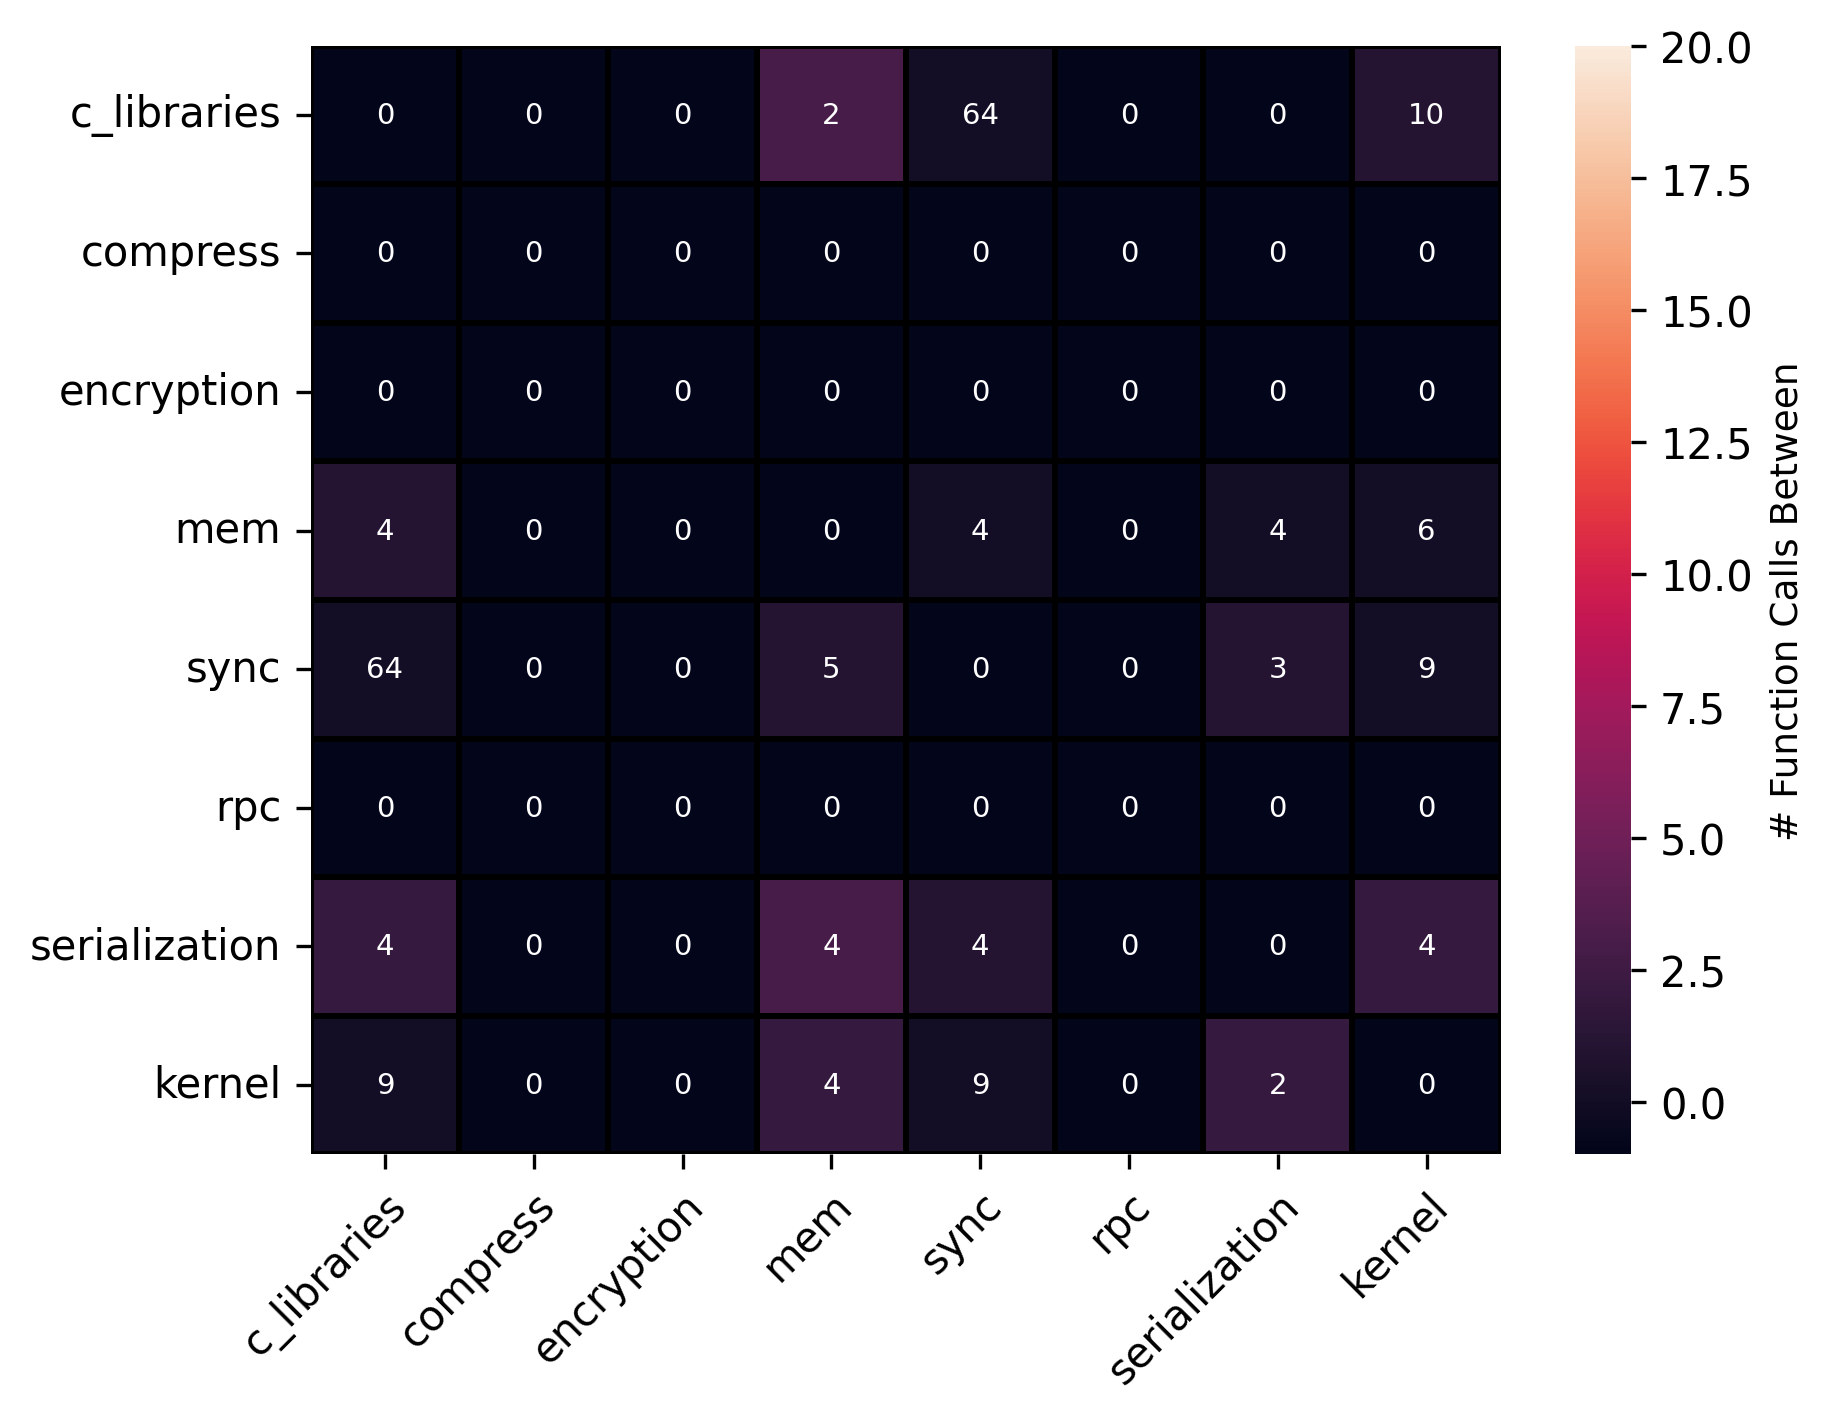 c_libraries 0 0 0 2 64 0 0 10
compress 0 0 0 0 0 0 0 0
encryption 0 0 0 0 0 0 0 0
mem 4 0 0 0 4 0 4 6
sync 64 0 0 5 0 0 3 9
rpc 0 0 0 0 0 0 0 0
serialization 4 0 0 4 4 0 0 4
kernel 9 0 0 4 9 0 2 0
c_libraries compress encryption mem sync rpc serialization kernel
20.0
17.5
15.0
12.5
10.0
7.5
5.0
2.5
0.0
# Function Calls Between